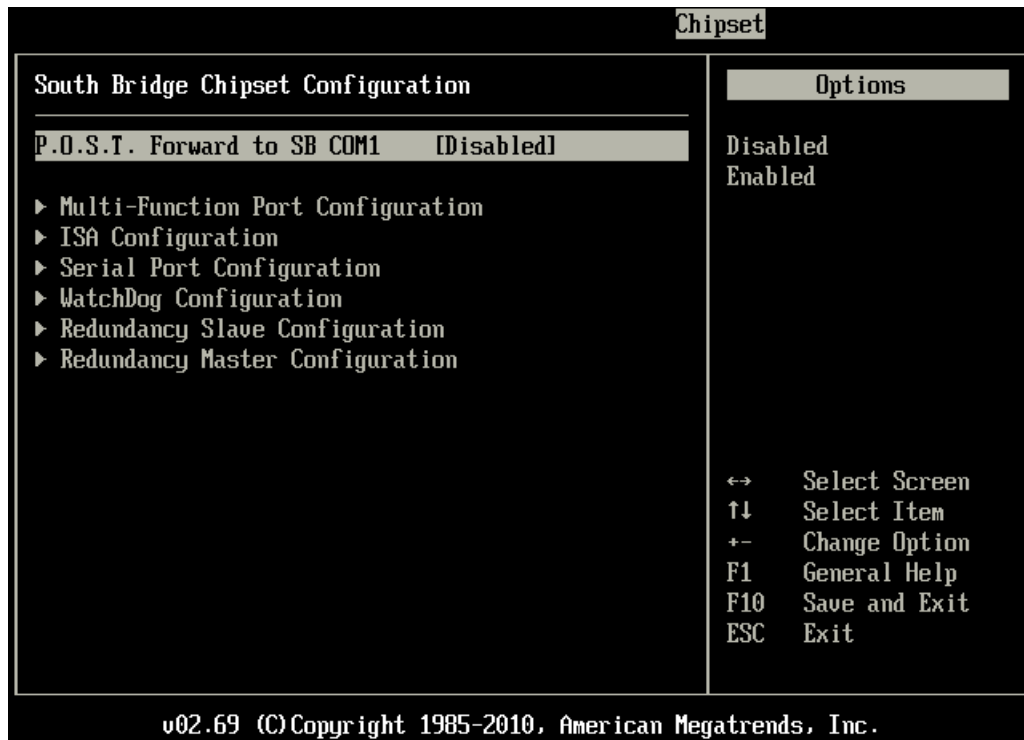 Chipset
South Bridge Chipset Configuration
P.O.S.T. Forward to SB COM1 [Disabled]
▶ Multi-Function Port Configuration
▶ ISA Configuration
▶ Serial Port Configuration
▶ WatchDog Configuration
▶ Redundancy Slave Configuration
▶ Redundancy Master Configuration
Options
Disabled
Enabled
↔ Select Screen
↑↓ Select Item
+- Change Option
F1 General Help
F10 Save and Exit
ESC Exit
v02.69 (C)Copyright 1985-2010, American Megatrends, Inc.